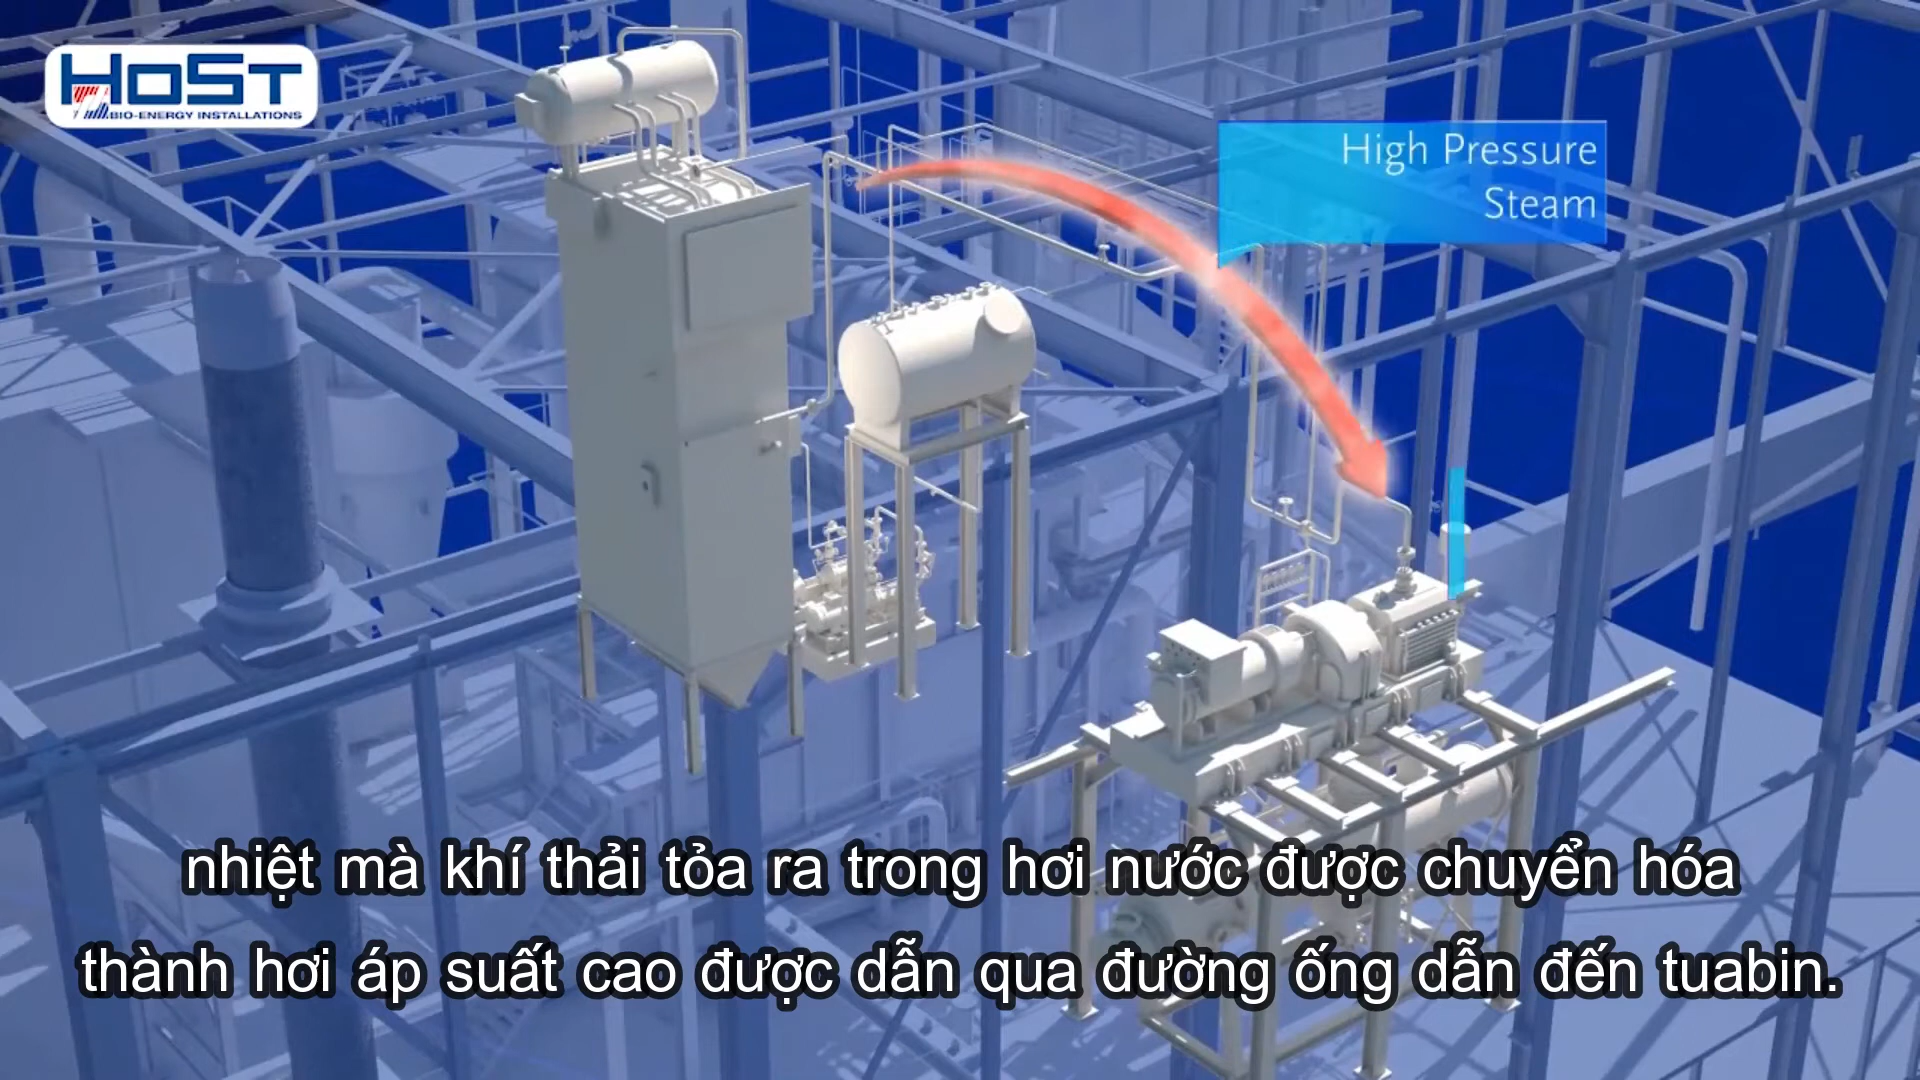 HoST
BIO-ENERGY INSTALLATIONS
High Pressure
Steam
nhiệt mà khí thải tỏa ra trong hơi nước được chuyển hóa
thành hơi áp suất cao được dẫn qua đường ống dẫn đến tuabin.